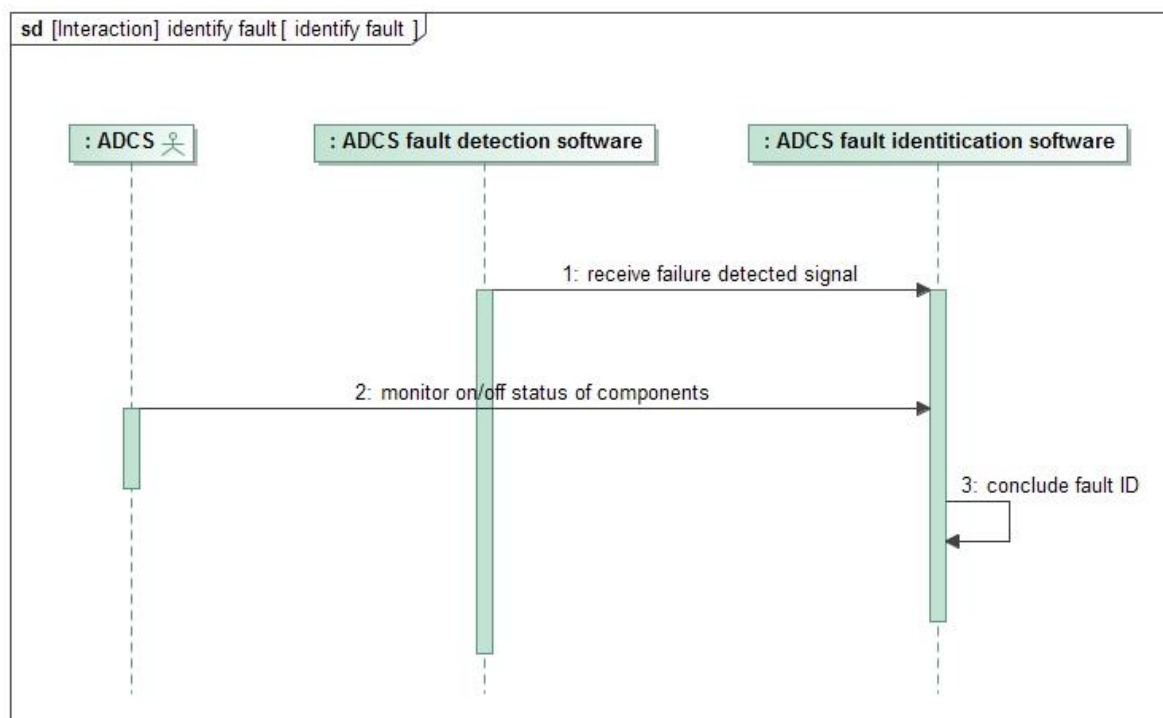 sd [Interaction] identify fault [ identify fault ]
: ADCS
: ADCS fault detection software
: ADCS fault identitication software
1: receive failure detected signal
2: monitor on/off status of components
3: conclude fault ID